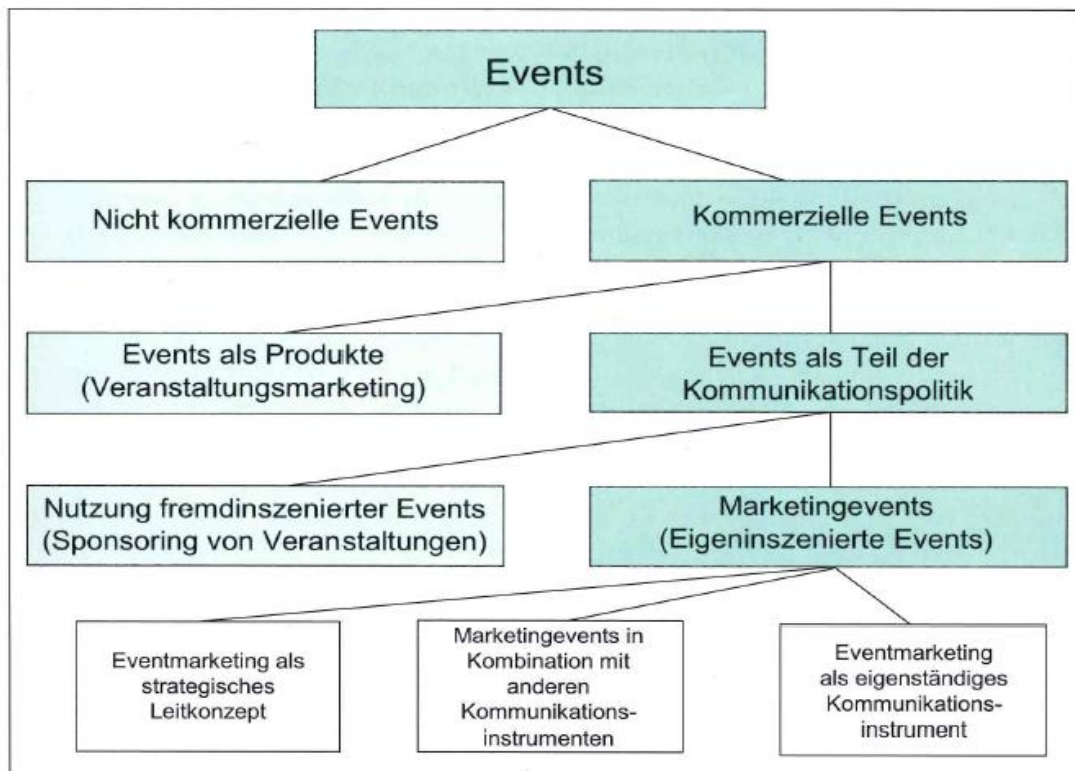 Events
Nicht kommerzielle Events
Kommerzielle Events
Events als Produkte
(Veranstaltungsmarketing)
Events als Teil der
Kommunikationspolitik
Nutzung fremdinszenierter Events
(Sponsoring von Veranstaltungen)
Marketingevents
(Eigeninszenierte Events)
Eventmarketing als
strategisches
Leitkonzept
Marketingevents in
Kombination mit
anderen
Kommunikations-
instrumenten
Eventmarketing
als eigenständiges
Kommunikations-
instrument